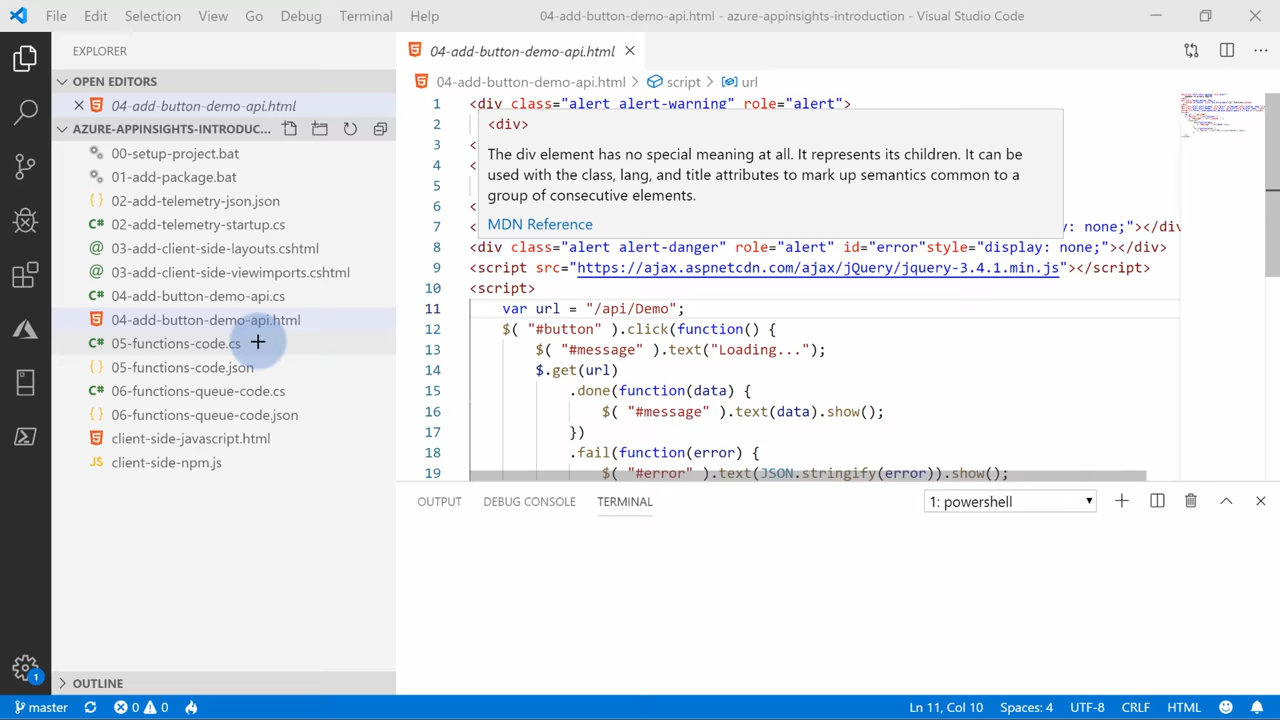 File Edit Selection View Go Debug Terminal Help 04-add-button-demo-api.html - azure-appinsights-introduction - Visual Studio Code
EXPLORER
OPEN EDITORS
04-add-button-demo-api.html
AZURE-APPINSIGHTS-INTRODUC...
00-setup-project.bat
01-add-package.bat
02-add-telemetry-json.json
02-add-telemetry-startup.cs
03-add-client-side-layouts.cshtml
03-add-client-side-viewimports.cshtml
04-add-button-demo-api.cs
04-add-button-demo-api.html
05-functions-code.cs
05-functions-code.json
06-functions-queue-code.cs
06-functions-queue-code.json
client-side-javascript.html
client-side-npm.js
OUTLINE
04-add-button-demo-api.html
04-add-button-demo-api.html > script > url
1 <div class="alert alert-warning" role="alert">
2 <div>
3
4 The div element has no special meaning at all. It represents its children. It can be
5 used with the class, lang, and title attributes to mark up semantics common to a
6 group of consecutive elements.
MDN Reference
7 y: none;"></div>
8 <div class="alert alert-danger" role="alert" id="error"style="display: none;"></div>
9 <script src="https://ajax.aspnetcdn.com/ajax/jQuery/jquery-3.4.1.min.js"></script>
10 <script>
11 var url = "/api/Demo";
12 $( "#button" ).click(function() {
13 $( "#message" ).text("Loading...");
14 $.get(url)
15 .done(function(data) {
16 $( "#message" ).text(data).show();
17 })
18 .fail(function(error) {
19 $( "#error" ).text(JSON.stringify(error)).show();
OUTPUT DEBUG CONSOLE TERMINAL 1: powershell
master 0 0 Ln 11, Col 10 Spaces: 4 UTF-8 CRLF HTML
1